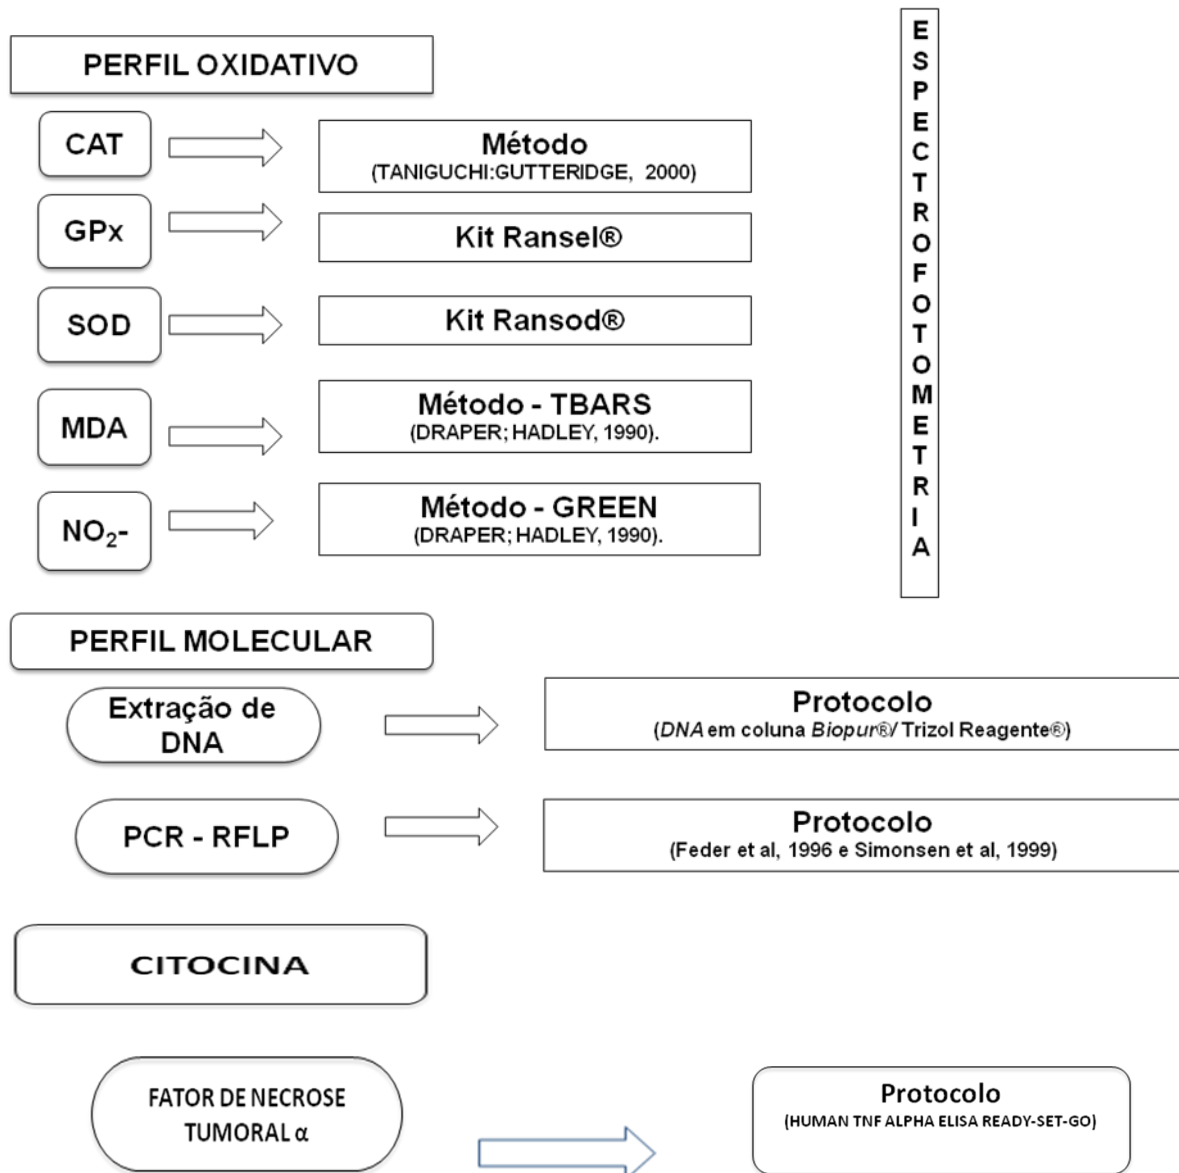 PERFIL OXIDATIVO
CAT
Método
(TANIGUCHI:GUTTERIDGE, 2000)
GPx
Kit Ransel®
SOD
Kit Ransod®
MDA
Método - TBARS
(DRAPER; HADLEY, 1990).
NO₂-
Método - GREEN
(DRAPER; HADLEY, 1990).
ESPECTROFOTOMETRIA
PERFIL MOLECULAR
Extração de
DNA
Protocolo
(DNA em coluna Biopur®/ Trizol Reagente®)
PCR - RFLP
Protocolo
(Feder et al, 1996 e Simonsen et al, 1999)
CITOCINA
FATOR DE NECROSE
TUMORAL α
Protocolo
(HUMAN TNF ALPHA ELISA READY-SET-GO)